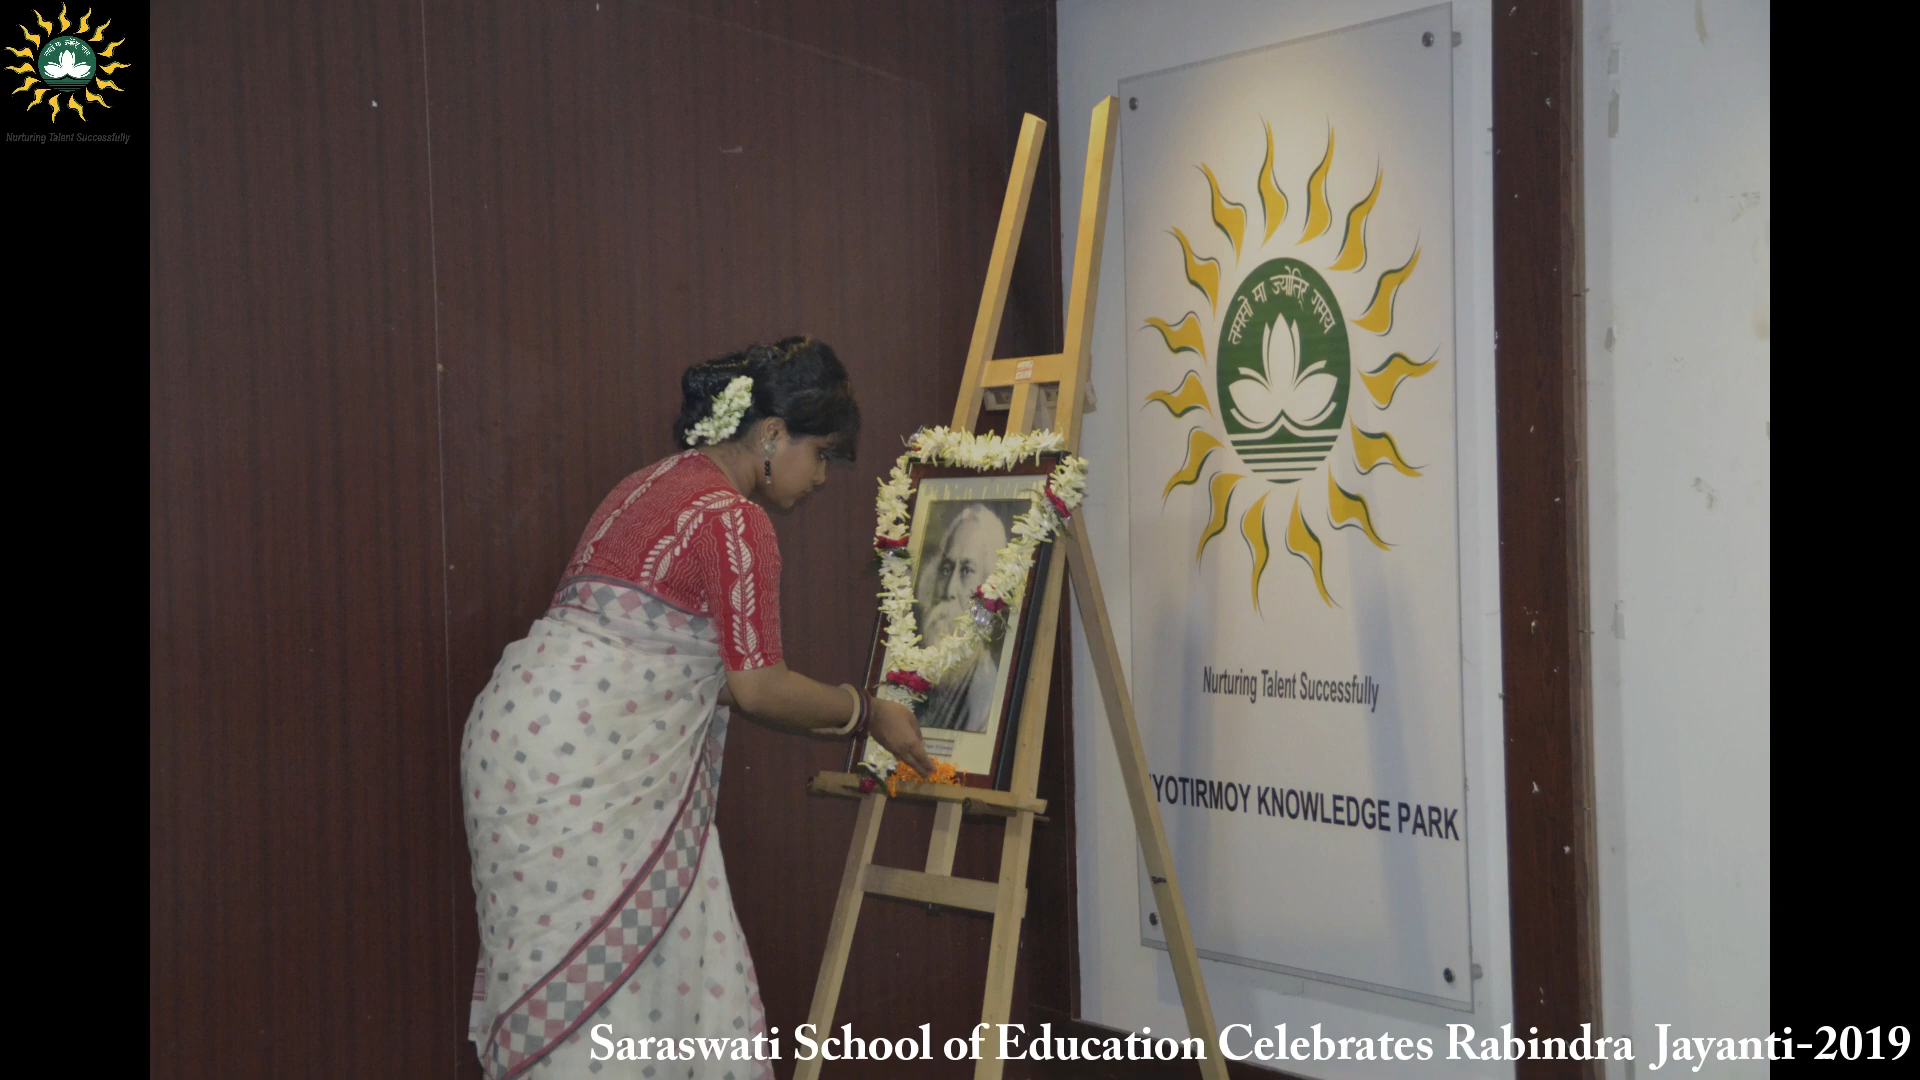 Nurturing Talent Successfully
तमसो मा ज्योतिर् गमय
Nurturing Talent Successfully
YOTIRMOY KNOWLEDGE PARK
Saraswati School of Education Celebrates Rabindra Jayanti-2019